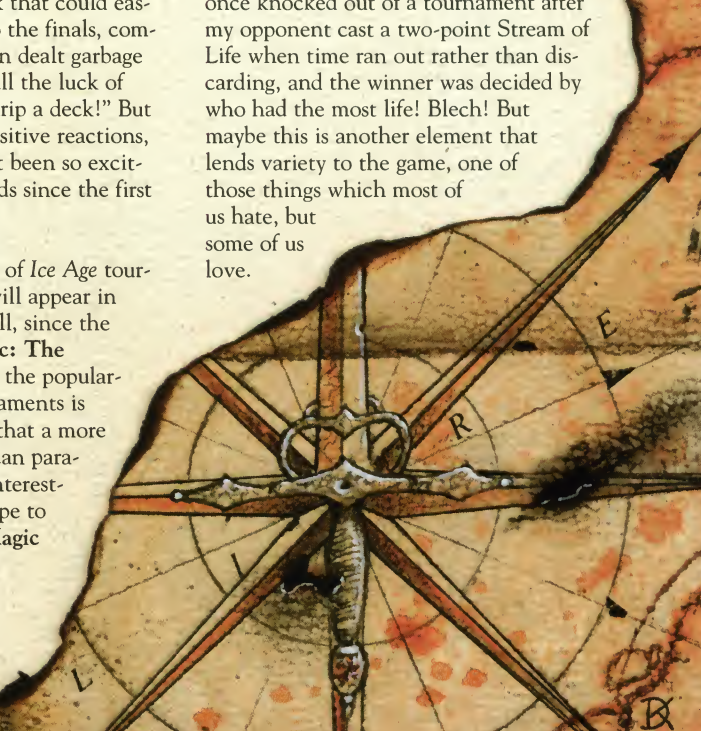 k that could eas-
o the finals, com-
n dealt garbage
ll the luck of
rip a deck!" But
sitive reactions,
t been so excit-
ds since the first
of Ice Age tour-
ill appear in
ll, since the
c: The
the popular-
aments is
that a more
an para-
nterest-
pe to
agic
once knocked out of a tournament after
my opponent cast a two-point Stream of
Life when time ran out rather than dis-
carding, and the winner was decided by
who had the most life! Blech! But
maybe this is another element that
lends variety to the game, one of
those things which most of
us hate, but
some of us
love.
E
R
I
L
DK